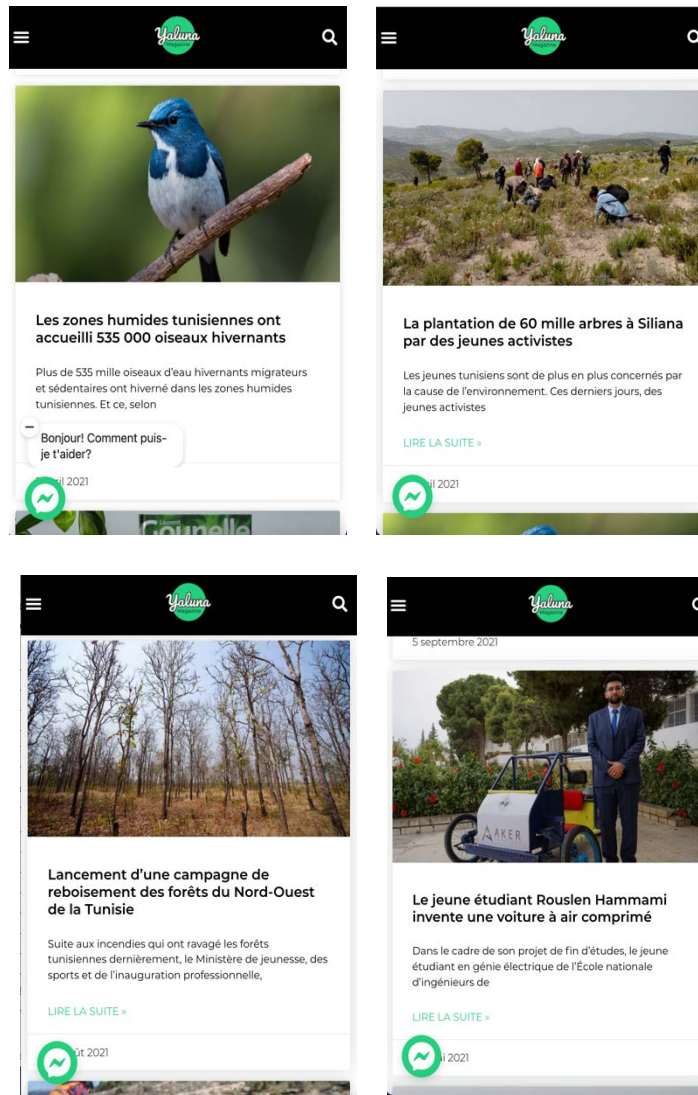 Yaluna
Magazine
Les zones humides tunisiennes ont
accueilli 535 000 oiseaux hivernants
Plus de 535 mille oiseaux d’eau hivernants migrateurs
et sédentaires ont hiverné dans les zones humides
tunisiennes. Et ce, selon
Bonjour! Comment puis-
je t'aider?
2021
Laurent
Gounelle
Yaluna
Magazine
La plantation de 60 mille arbres à Siliana
par des jeunes activistes
Les jeunes tunisiens sont de plus en plus concernés par
la cause de l’environnement. Ces derniers jours, des
jeunes activistes
LIRE LA SUITE »
2021
Yaluna
Magazine
Lancement d’une campagne de
reboisement des forêts du Nord-Ouest
de la Tunisie
Suite aux incendies qui ont ravagé les forêts
tunisiennes dernièrement, le Ministère de jeunesse, des
sports et de l’inauguration professionnelle,
LIRE LA SUITE »
2021
Yaluna
Magazine
5 septembre 2021
AAKER
Le jeune étudiant Rouslen Hammami
invente une voiture à air comprimé
Dans le cadre de son projet de fin d’études, le jeune
étudiant en génie électrique de l’École nationale
d’ingénieurs de
LIRE LA SUITE »
2021